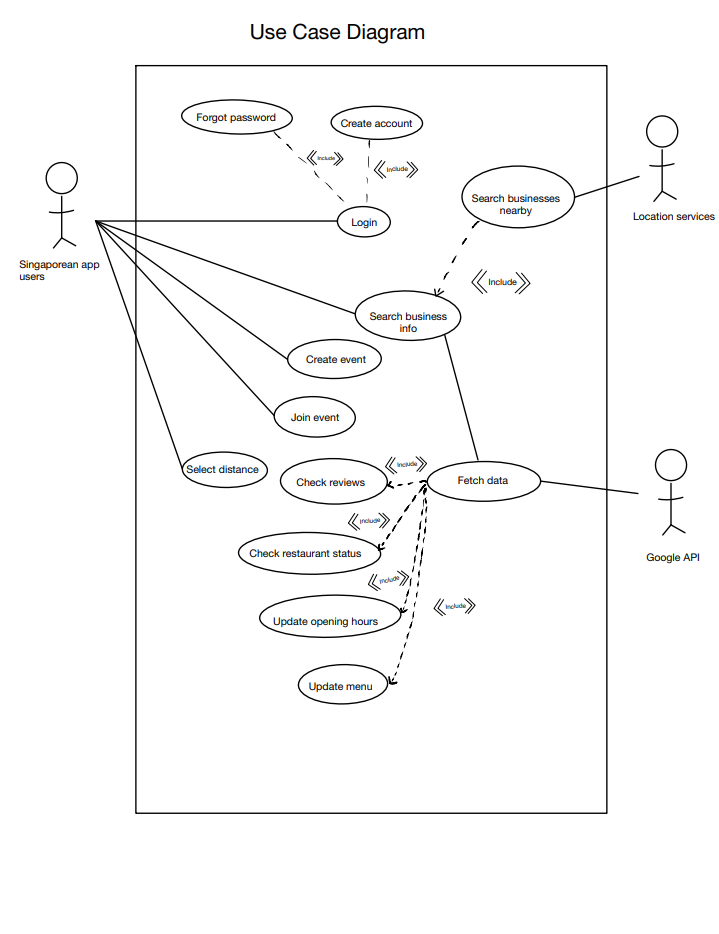 Use Case Diagram
Forgot password
Create account
Include
Include
Search businesses
nearby
Location services
Login
Singaporean app
users
Include
Search business
info
Create event
Join event
Select distance
Include
Check reviews
Fetch data
Include
Check restaurant status
Google API
Include
Include
Update opening hours
Update menu